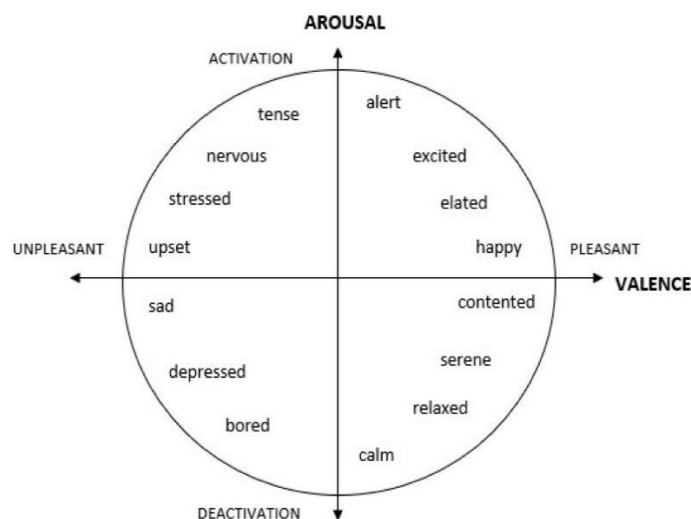 AROUSAL
ACTIVATION
tense
alert
nervous
excited
stressed
elated
UNPLEASANT
upset
happy
PLEASANT
VALENCE
sad
contented
depressed
serene
relaxed
bored
calm
DEACTIVATION